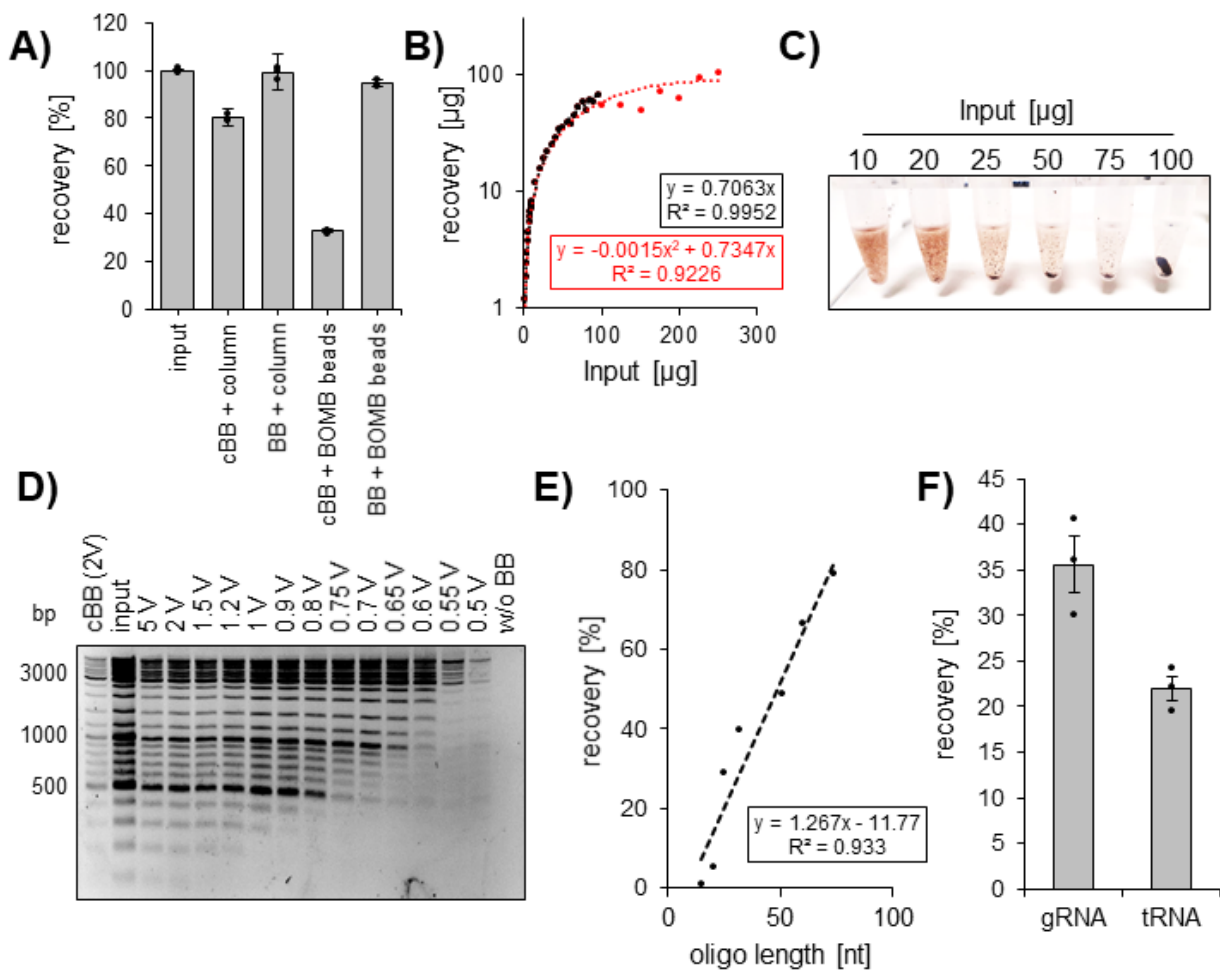 A)
recovery [%]
120
100
80
60
40
20
0
input
cBB + column
BB + column
cBB + BOMB beads
BB + BOMB beads
B)
recovery [µg]
100
10
1
y = 0.7063x
R² = 0.9952
y = -0.0015x² + 0.7347x
R² = 0.9226
0 100 200 300
Input [µg]
C)
Input [µg]
10 20 25 50 75 100
D)
bp
cBB (2V)
input
5 V
2 V
1.5 V
1.2 V
1 V
0.9 V
0.8 V
0.75 V
0.7 V
0.65 V
0.6 V
0.55 V
0.5 V
w/o BB
3000
1000
500
E)
recovery [%]
100
80
60
40
20
0
y = 1.267x - 11.77
R² = 0.933
0 50 100
oligo length [nt]
F)
recovery [%]
45
40
35
30
25
20
15
10
5
0
gRNA tRNA